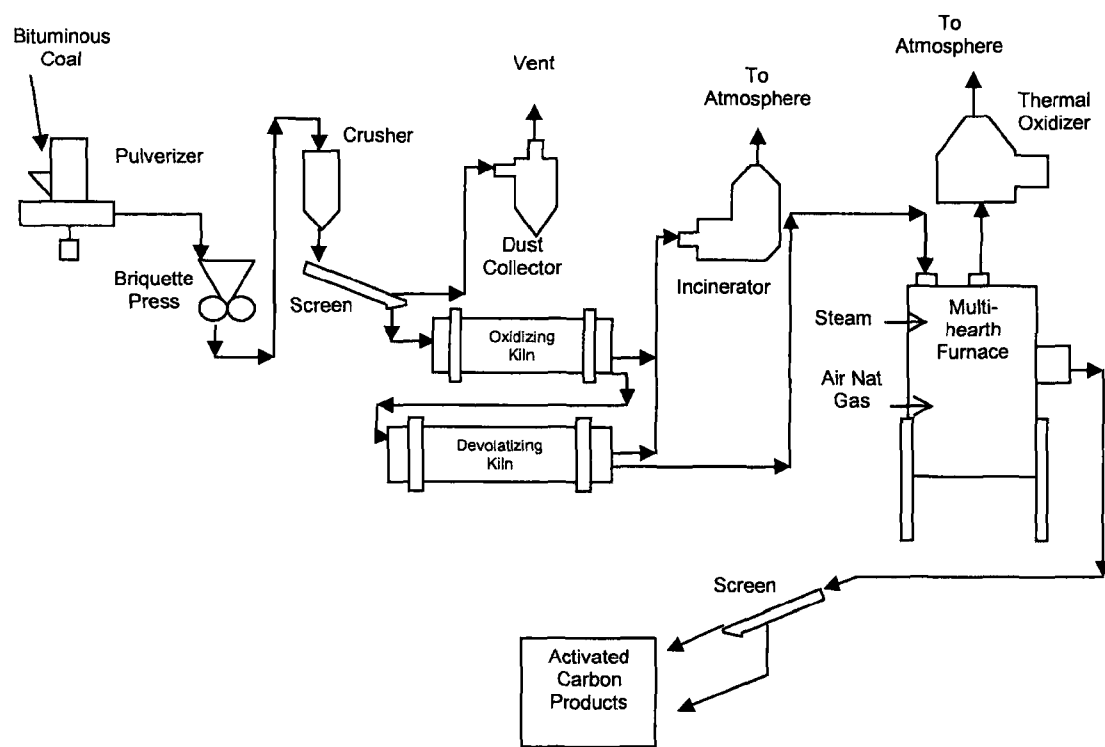 Bituminous
Coal
Pulverizer
Briquette
Press
Crusher
Screen
Vent
Dust
Collector
Oxidizing
Kiln
Devolatizing
Kiln
To
Atmosphere
Incinerator
To
Atmosphere
Thermal
Oxidizer
Steam
Air Nat
Gas
Multi-
hearth
Furnace
Screen
Activated
Carbon
Products